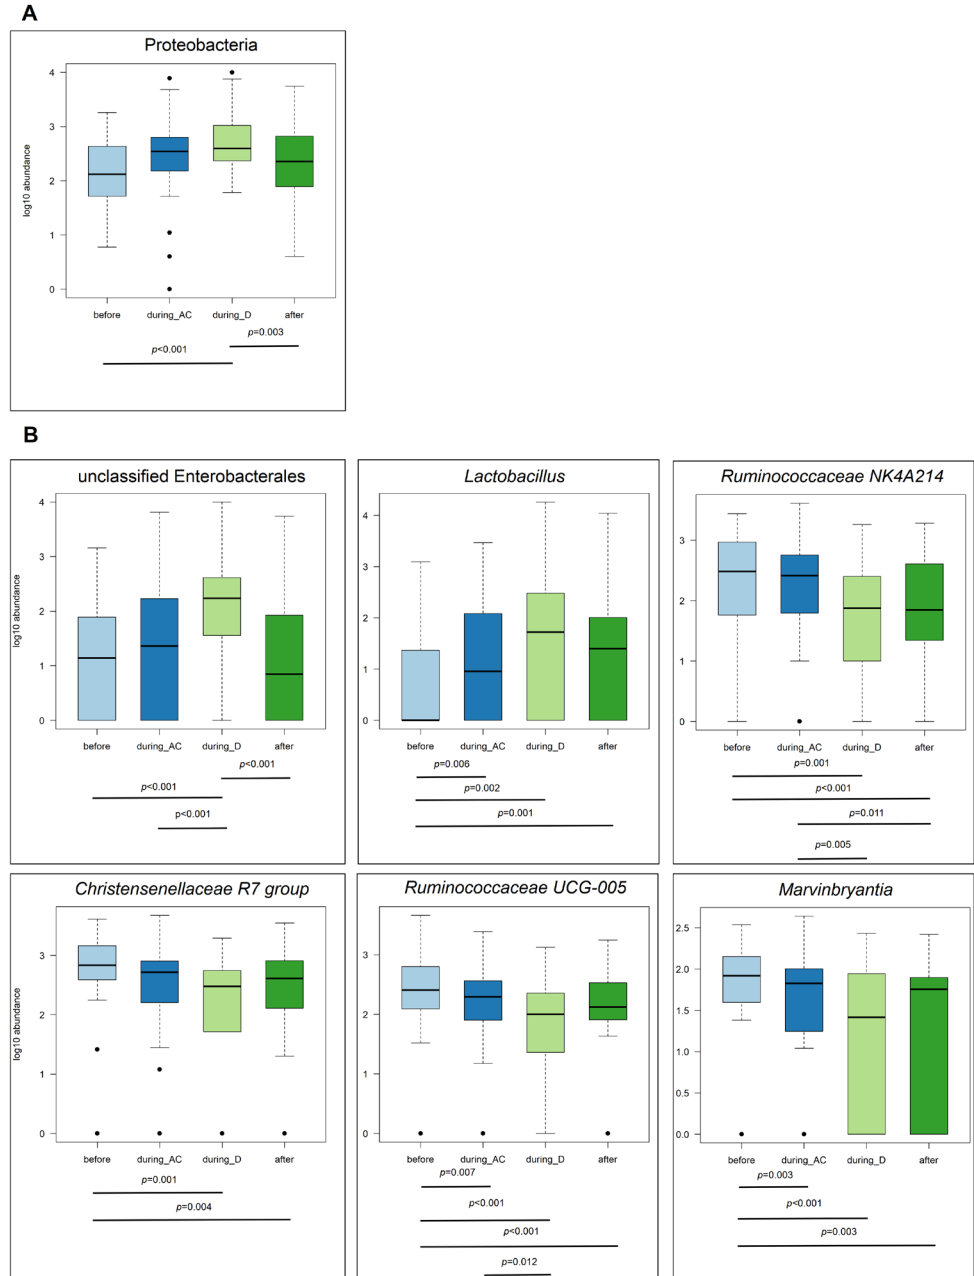 A
Proteobacteria
log10 abundance
4
3
2
1
0
before during_AC during_D after
p=0.003
p<0.001
B
unclassified Enterobacterales
log10 abundance
4
3
2
1
0
before during_AC during_D after
p<0.001
p<0.001
p<0.001
Lactobacillus
4
3
2
1
0
before during_AC during_D after
p=0.006
p=0.002
p=0.001
Ruminococcaceae NK4A214
3
2
1
0
before during_AC during_D after
p=0.001
p<0.001
p=0.011
p=0.005
Christensenellaceae R7 group
log10 abundance
3
2
1
0
before during_AC during_D after
p=0.001
p=0.004
Ruminococcaceae UCG-005
3
2
1
0
before during_AC during_D after
p=0.007
p<0.001
p<0.001
p=0.012
Marvinbryantia
2.5
2.0
1.5
1.0
0.5
0.0
before during_AC during_D after
p=0.003
p<0.001
p=0.003